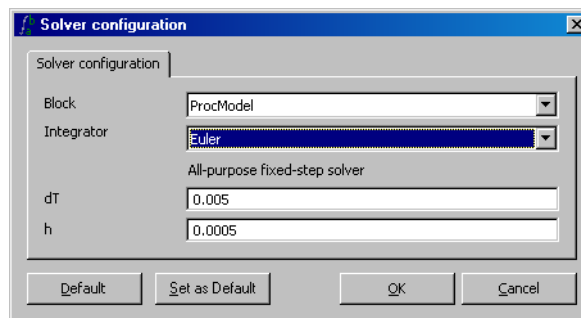 Solver configuration
Solver configuration
Block ProcModel
Integrator Euler
All-purpose fixed-step solver
dT 0.005
h 0.0005
Default Set as Default OK Cancel